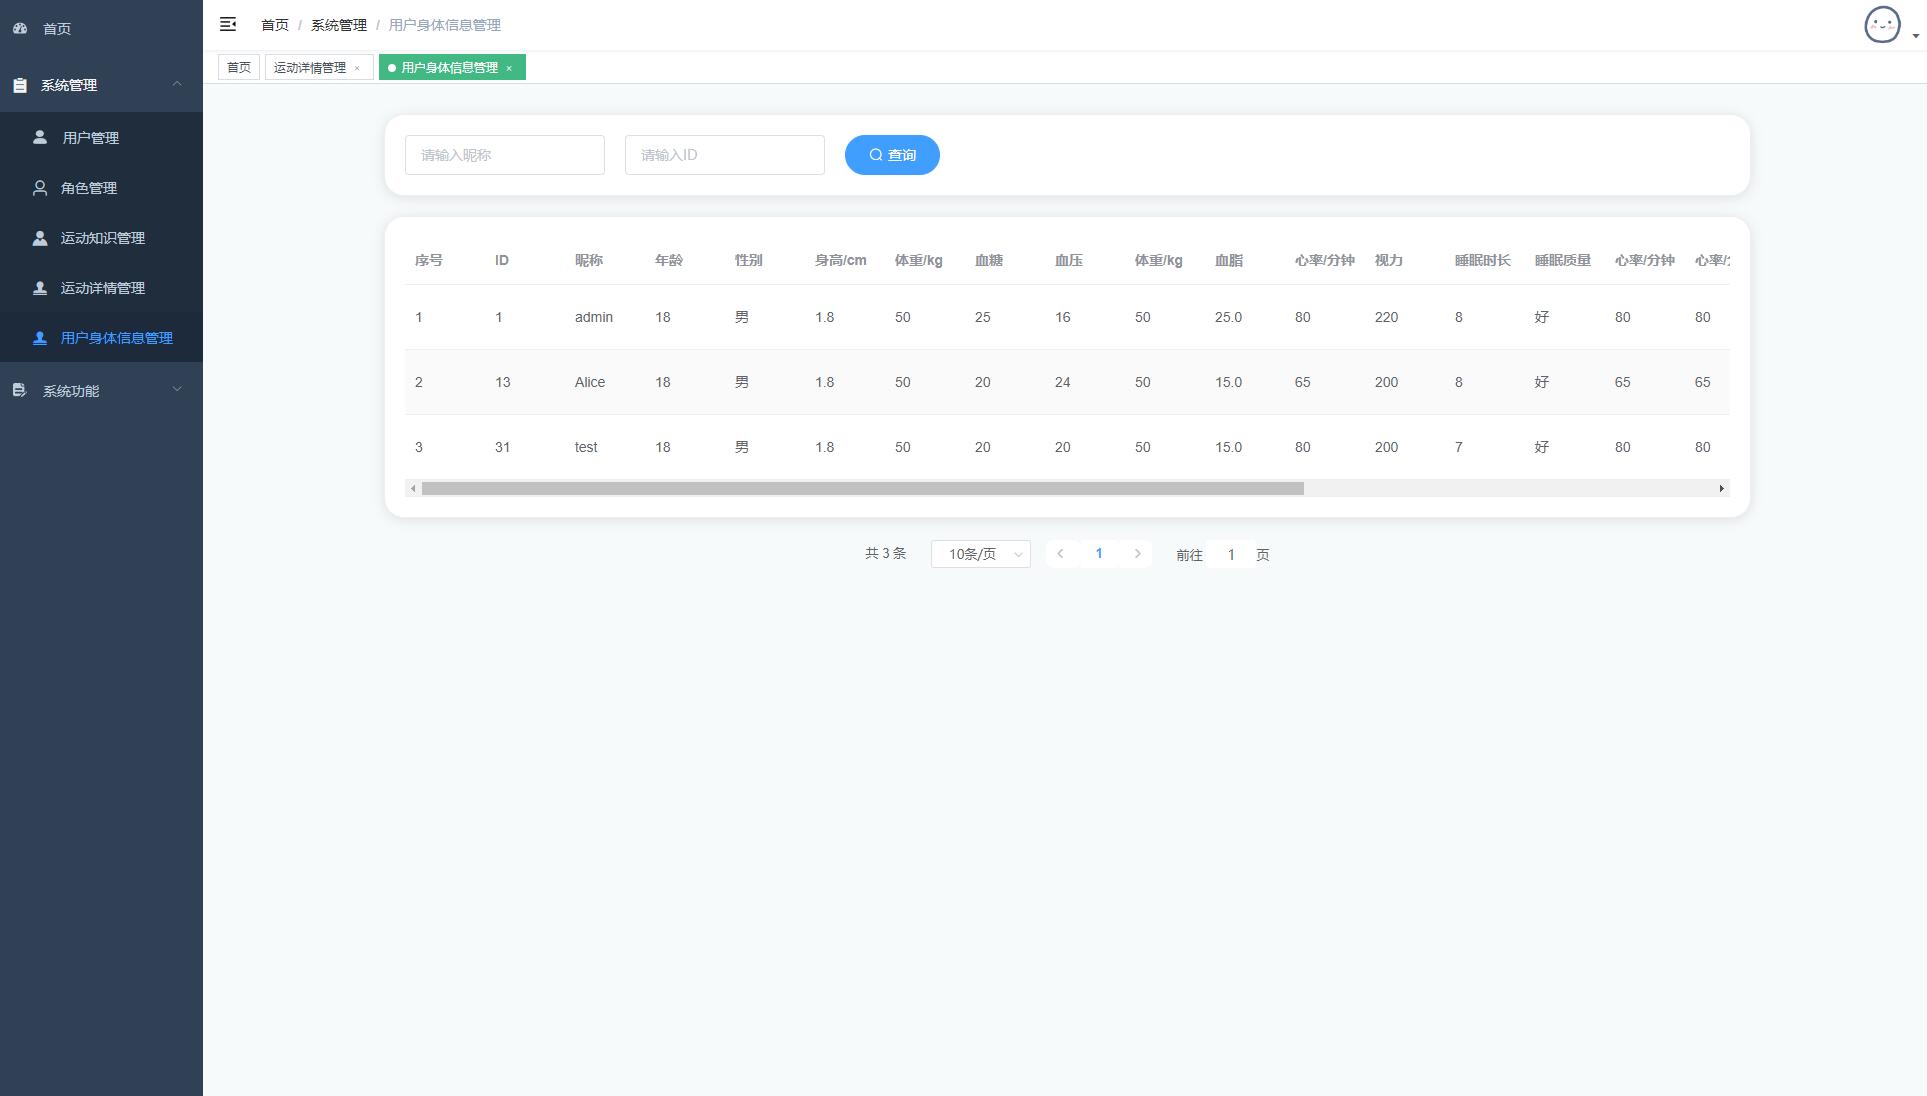 首页
系统管理
用户管理
角色管理
运动知识管理
运动详情管理
用户身体信息管理
系统功能
首页 / 系统管理 / 用户身体信息管理
首页 运动详情管理 × 用户身体信息管理 ×
请输入昵称 请输入ID 查询
序号 ID 昵称 年龄 性别 身高/cm 体重/kg 血糖 血压 体重/kg 血脂 心率/分钟 视力 睡眠时长 睡眠质量 心率/分钟 心率/
1 1 admin 18 男 1.8 50 25 16 50 25.0 80 220 8 好 80 80
2 13 Alice 18 男 1.8 50 20 24 50 15.0 65 200 8 好 65 65
3 31 test 18 男 1.8 50 20 20 50 15.0 80 200 7 好 80 80
共 3 条 10条/页 1 前往 1 页